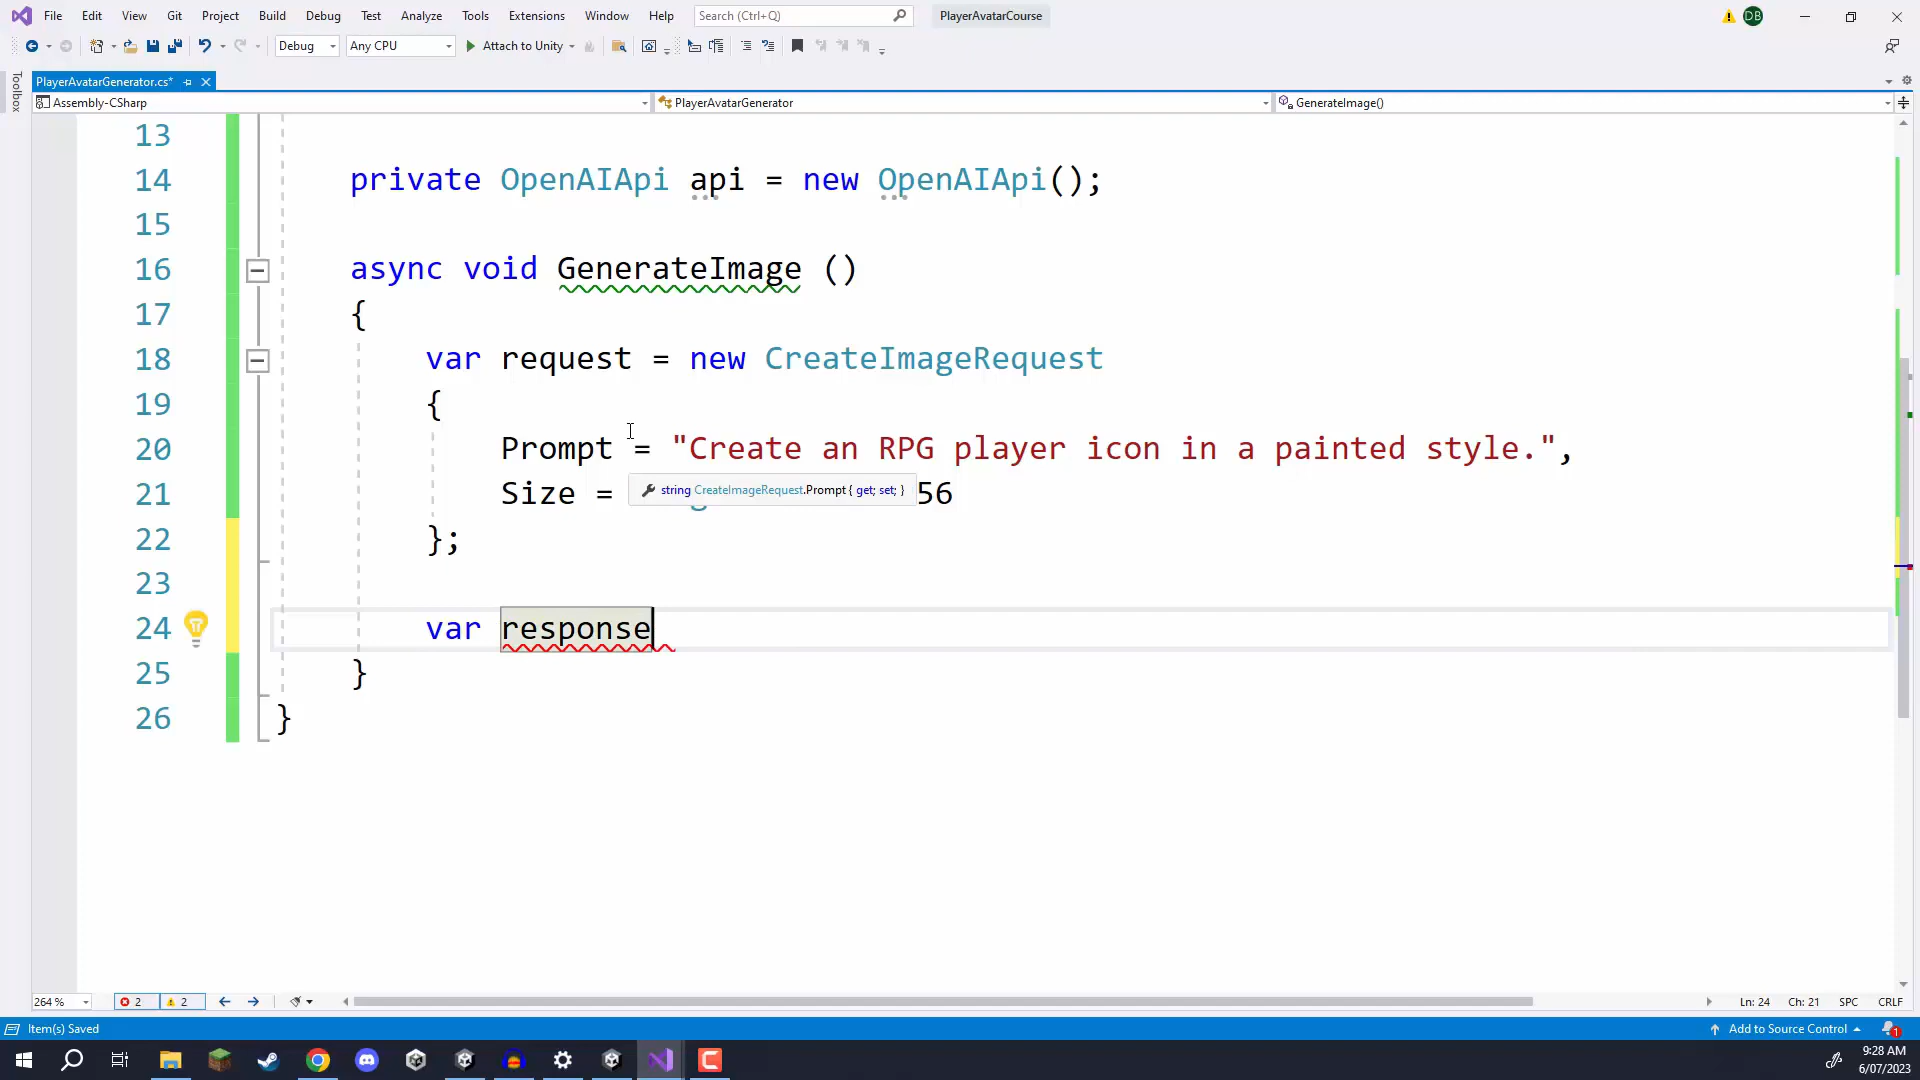 File Edit View Git Project Build Debug Test Analyze Tools Extensions Window Help Search (Ctrl+Q) PlayerAvatarCourse DB
Debug Any CPU Attach to Unity
Toolbox
PlayerAvatarGenerator.cs*
Assembly-CSharp PlayerAvatarGenerator GenerateImage()
13
14 private OpenAIApi api = new OpenAIApi();
15
16 async void GenerateImage ()
17 {
18 var request = new CreateImageRequest
19 {
20 Prompt = "Create an RPG player icon in a painted style.",
21 Size = 56
string CreateImageRequest.Prompt { get; set; }
22 };
23
24 var response
25 }
26 }
264 % 2 2 Ln: 24 Ch: 21 SPC CRLF
Item(s) Saved Add to Source Control 1
9:28 AM
6/07/2023